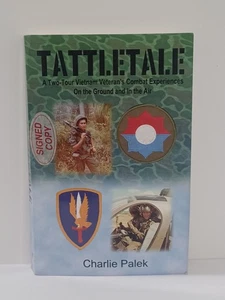 TATTLETALE
A Two-Tour Vietnam Veteran's Combat Experiences
On the Ground and In the Air
SIGNED
COPY
Charlie Palek